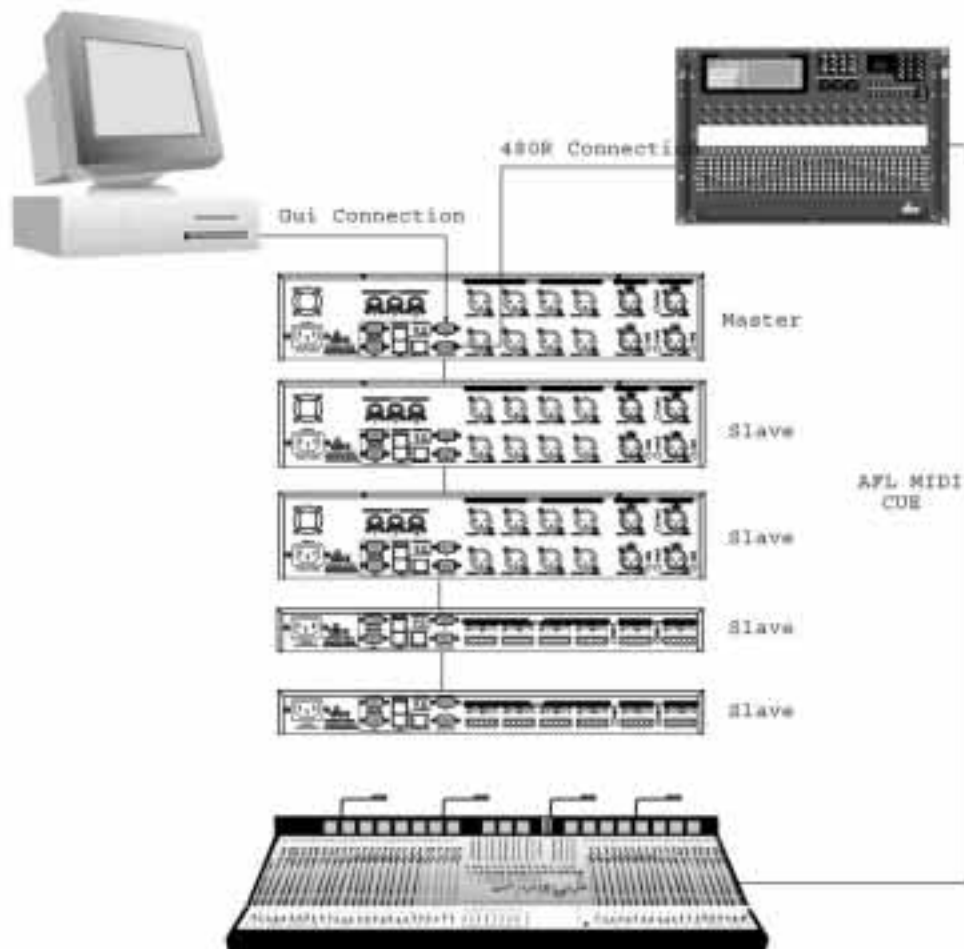 480R Connection
Gui Connection
Master
Slave
AFL MIDI
CUE
Slave
Slave
Slave